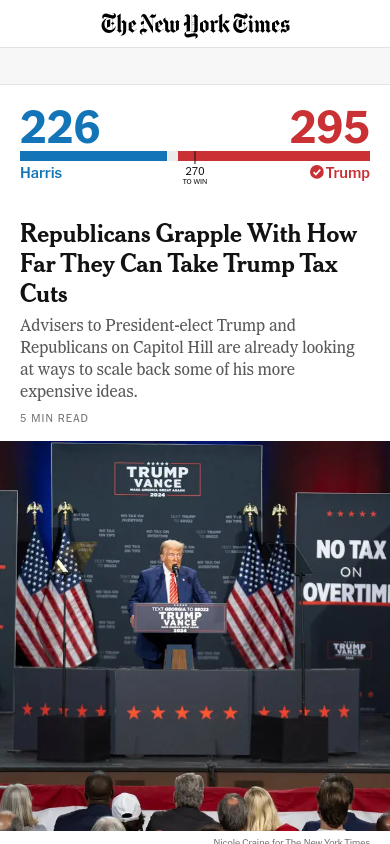 The New York Times
226
295
Harris
270
TO WIN
Trump
Republicans Grapple With How
Far They Can Take Trump Tax
Cuts
Advisers to President-elect Trump and
Republicans on Capitol Hill are already looking
at ways to scale back some of his more
expensive ideas.
5 MIN READ
TRUMP
VANCE
MAKE AMERICA GREAT AGAIN!
2024
NO TAX
ON
OVERTIM
TEXT GEORGIA TO 88022
TRUMP
VANCE
2024
TRUMP
VANCE
Nicole Craine for The New York Times